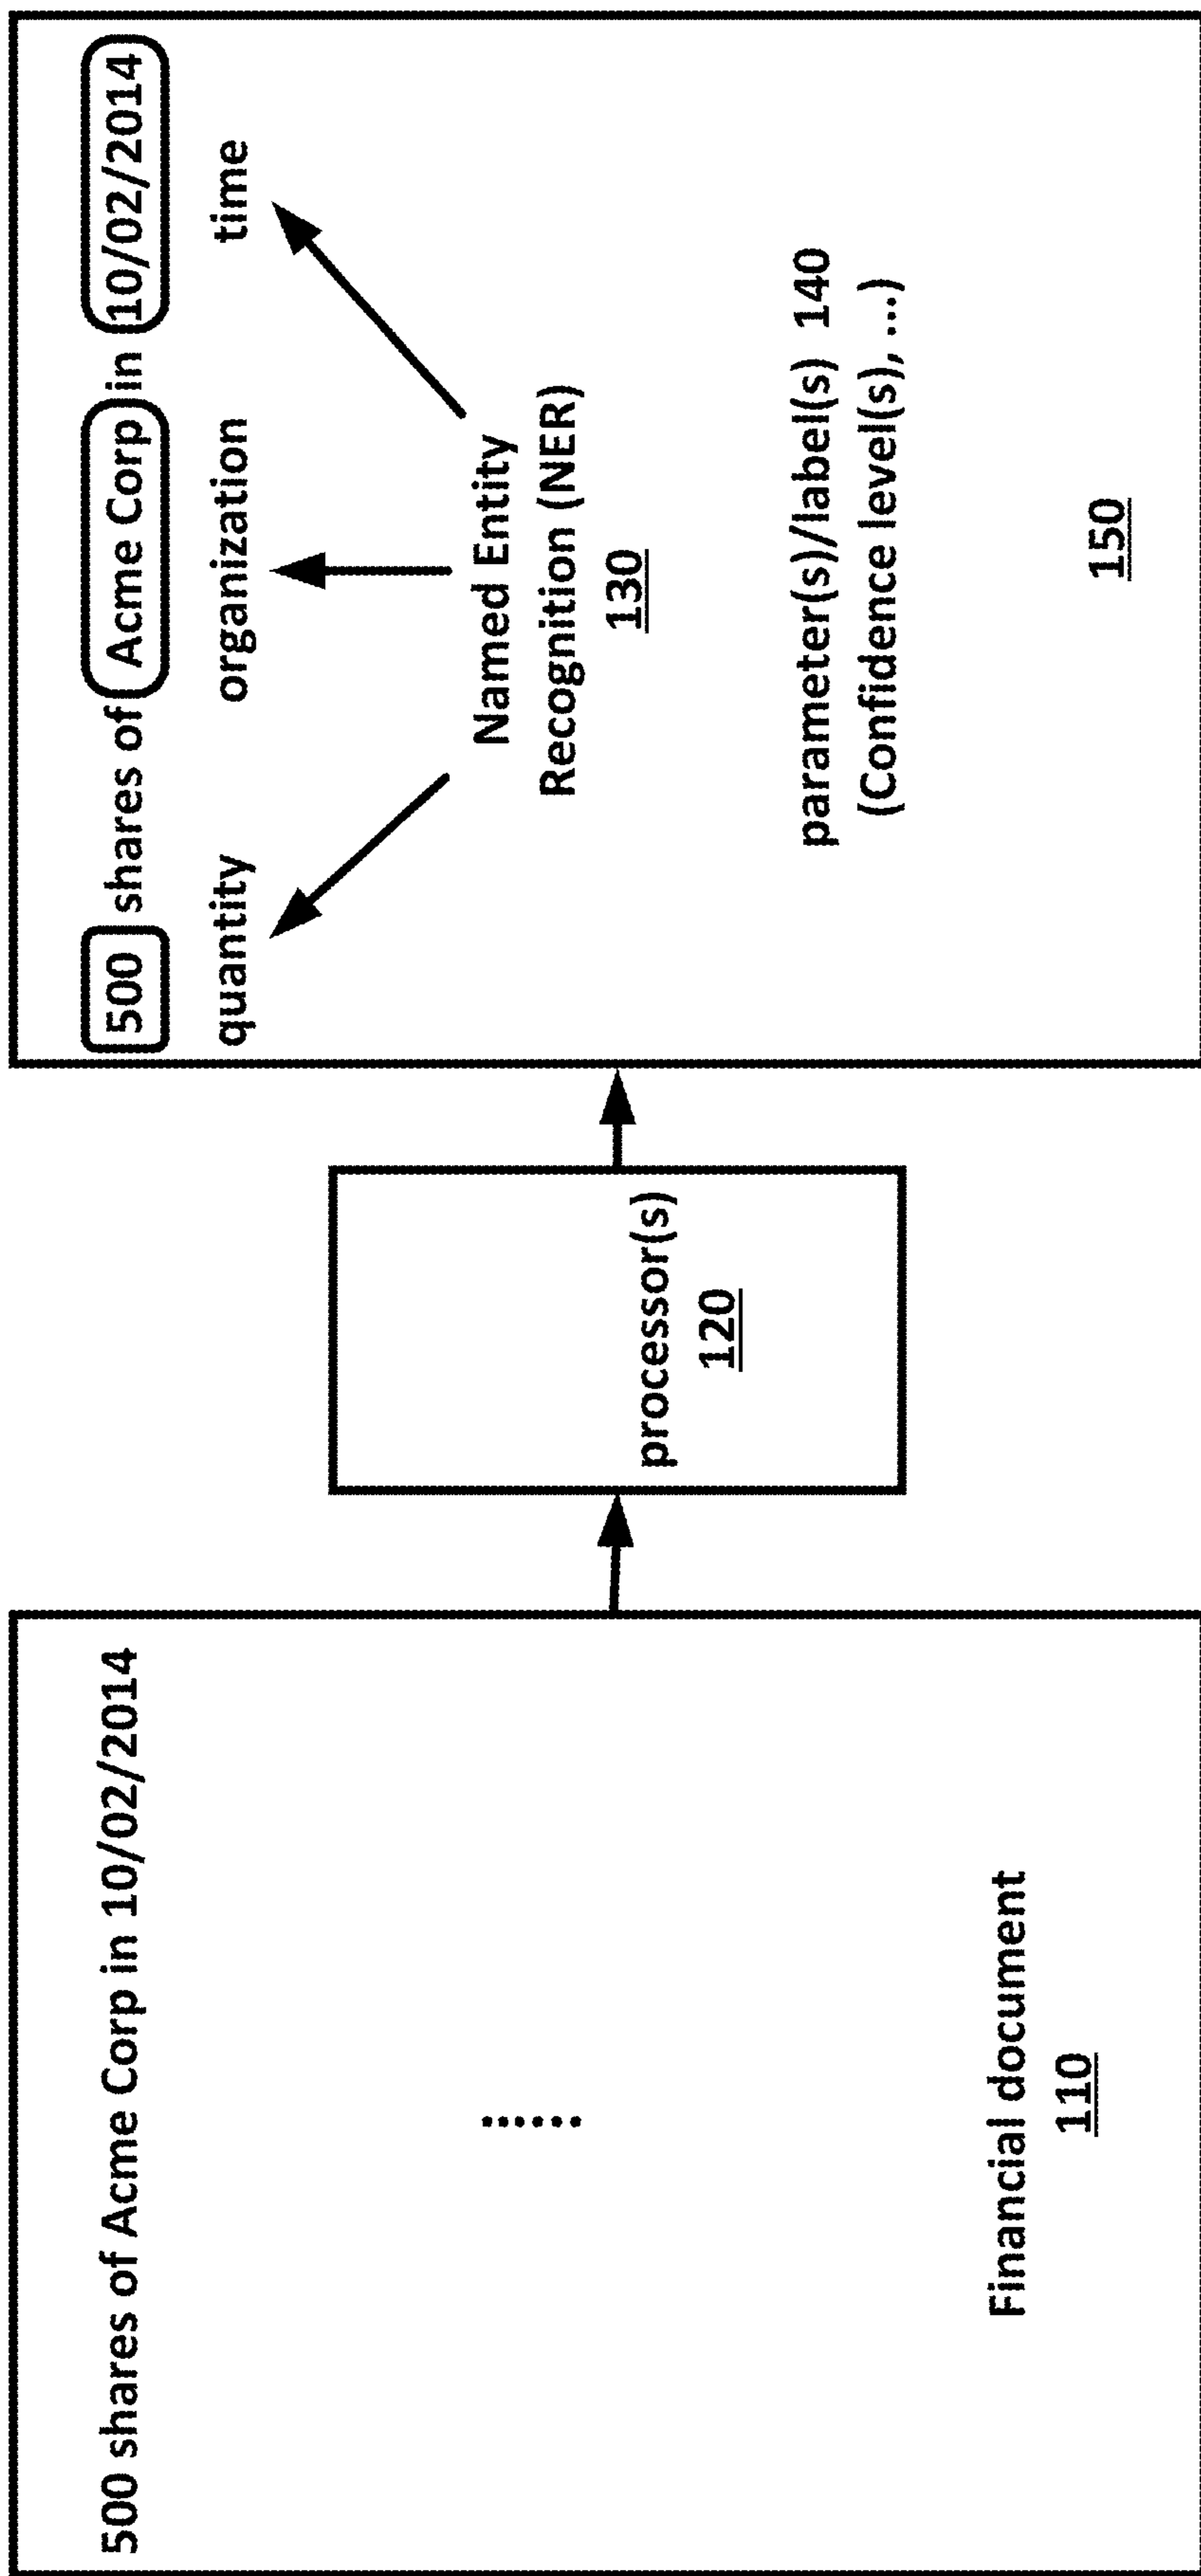 500 shares of Acme Corp in 10/02/2014
......
Financial document
110
processor(s)
120
500 shares of Acme Corp in 10/02/2014
quantity organization time
Named Entity
Recognition (NER)
130
parameter(s)/label(s) 140
(Confidence level(s), ...)
150